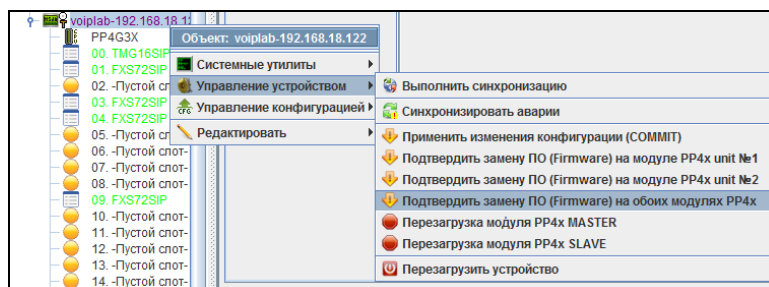 voiplab-192.168.18.1
PP4G3X
00. TMG16SIP
01. FXS72SIP
02. -Пустой сл
03. FXS72SIP
04. FXS72SIP
05. -Пустой слот-
06. -Пустой слот-
07. -Пустой слот-
08. -Пустой слот-
09. FXS72SIP
10. -Пустой слот-
11. -Пустой слот-
12. -Пустой слот-
13. -Пустой слот-
14. -Пустой слот-
Объект: voiplab-192.168.18.122
Системные утилиты
Управление устройством
Управление конфигурацией
Редактировать
Выполнить синхронизацию
Синхронизировать аварии
Применить изменения конфигурации (COMMIT)
Подтвердить замену ПО (Firmware) на модуле PP4x unit №1
Подтвердить замену ПО (Firmware) на модуле PP4x unit №2
Подтвердить замену ПО (Firmware) на обоих модулях PP4x
Перезагрузка модуля PP4x MASTER
Перезагрузка модуля PP4x SLAVE
Перезагрузить устройство